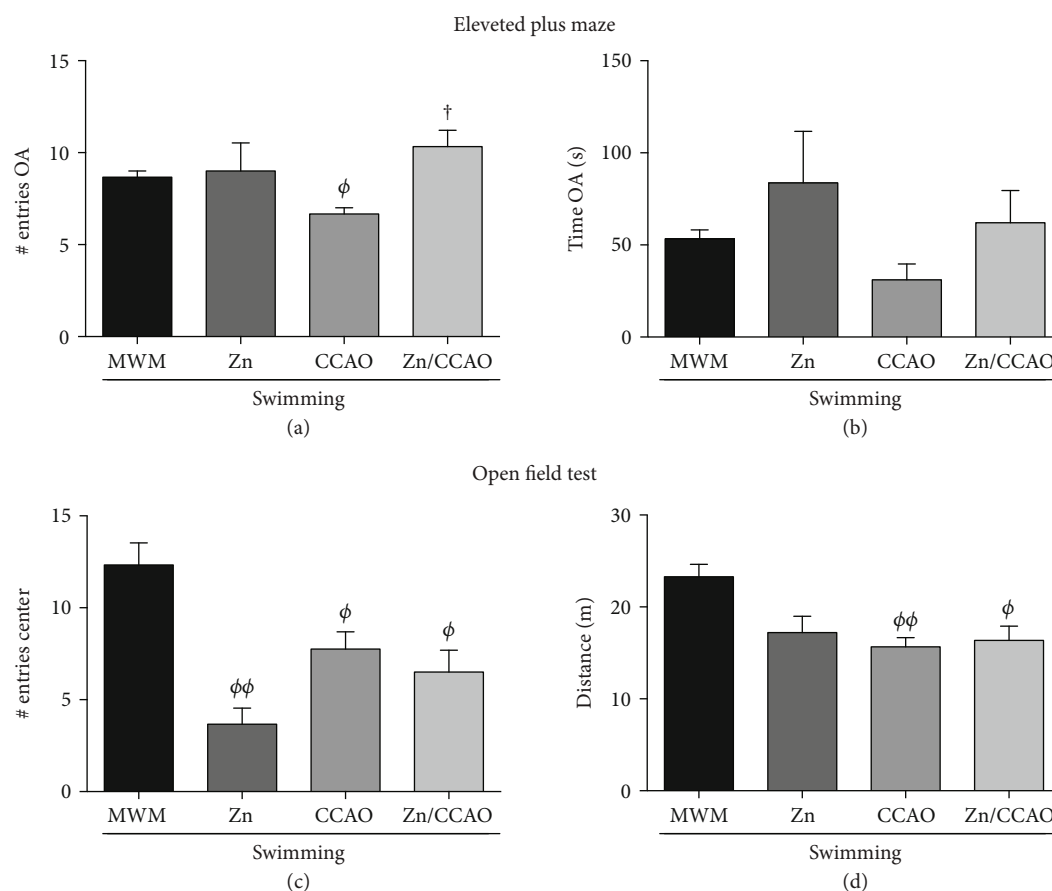 Eleveted plus maze
# entries OA
15
10
5
0
†
ϕ
MWM Zn CCAO Zn/CCAO
Swimming
(a)
Time OA (s)
150
100
50
0
MWM Zn CCAO Zn/CCAO
Swimming
(b)
Open field test
# entries center
15
10
5
0
ϕϕ
ϕ
ϕ
MWM Zn CCAO Zn/CCAO
Swimming
(c)
Distance (m)
30
20
10
0
ϕϕ
ϕ
MWM Zn CCAO Zn/CCAO
Swimming
(d)